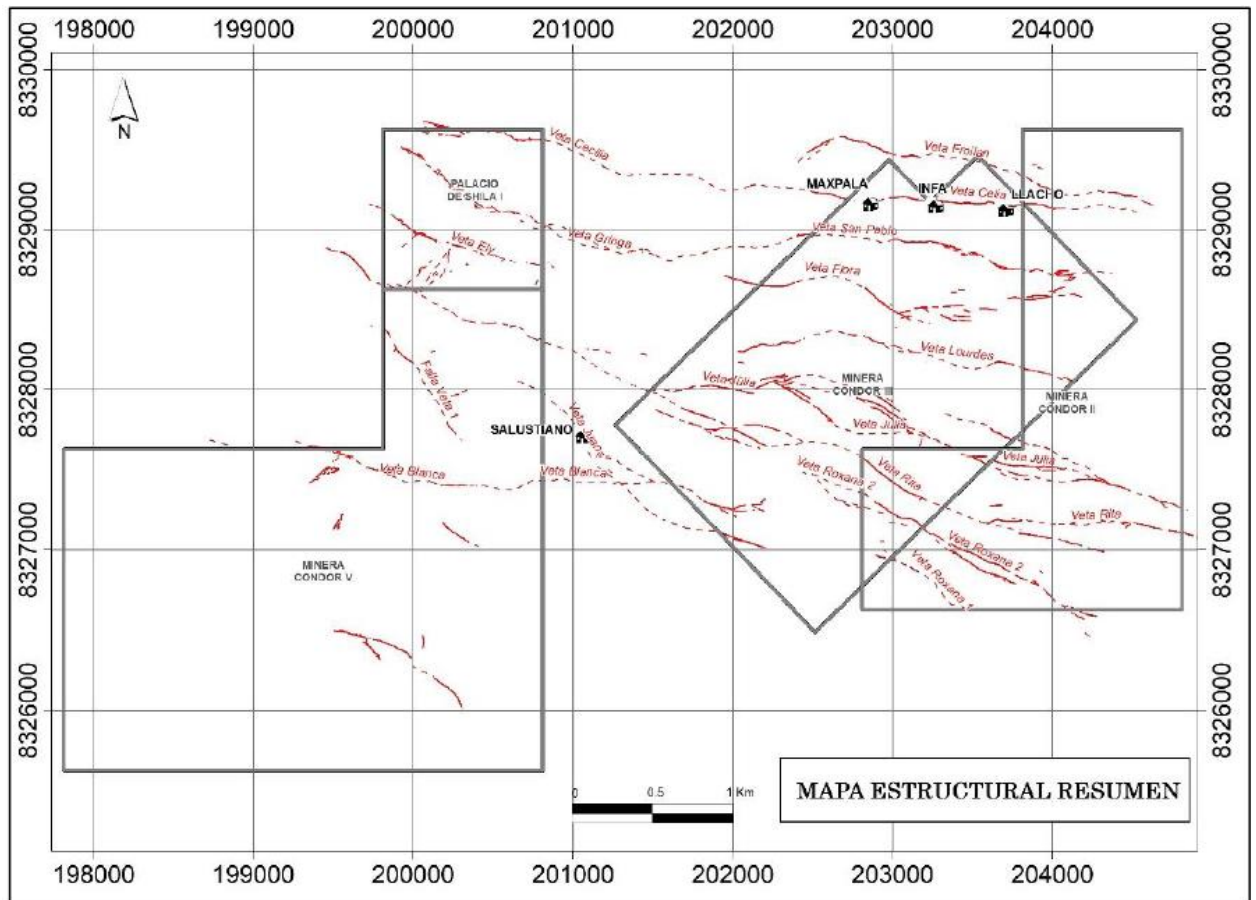 198000 199000 200000 201000 202000 203000 204000
8330000
8330000
N
Veta Cecilia
Veta Froilan
PALACIO
DE SHILA I
MAXPALA
INFA
LLACHO
Veta Celia
8329000
8329000
Veta Gringa
Veta San Pablo
Veta Ely
Veta Flora
Veta Lourdes
8328000
8328000
Falla Veta 1
Veta Julia
MINERA
CONDOR III
MINERA
CONDOR II
SALUSTIANO
Veta Juana
Veta Julia
Veta Julia
Veta Blanca
Veta Blanca
Veta Roxana 2
Veta Rita
Veta Rita
8327000
8327000
MINERA
CONDOR V
Veta Roxana 2
Veta Roxana 1
8326000
8326000
0 0.5 1 Km
MAPA ESTRUCTURAL RESUMEN
198000 199000 200000 201000 202000 203000 204000